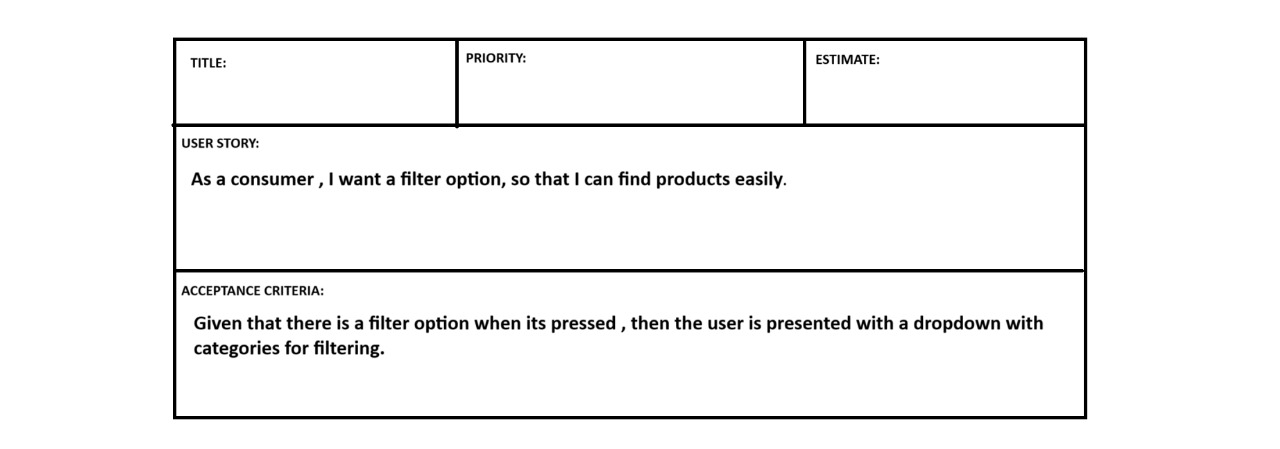 TITLE:
PRIORITY:
ESTIMATE:
USER STORY:
As a consumer , I want a filter option, so that I can find products easily.
ACCEPTANCE CRITERIA:
Given that there is a filter option when its pressed , then the user is presented with a dropdown with
categories for filtering.